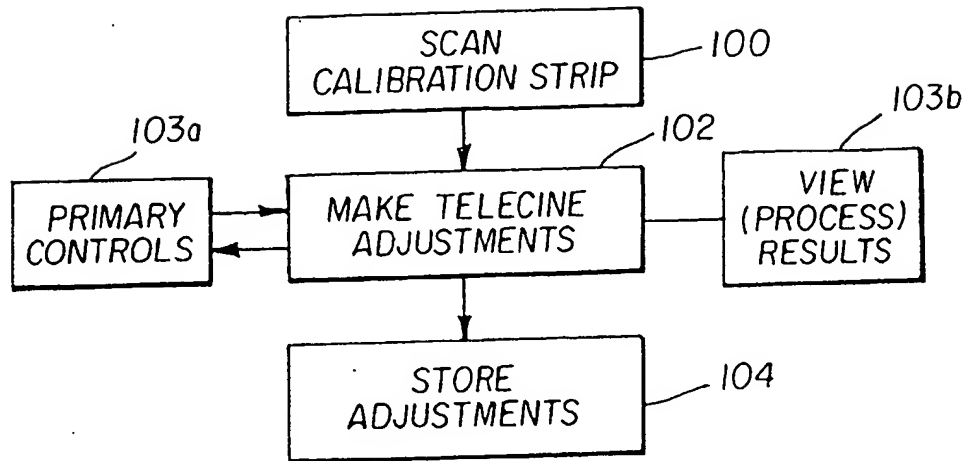 SCAN
CALIBRATION STRIP
100
103a
102
103b
PRIMARY
CONTROLS
MAKE TELECINE
ADJUSTMENTS
VIEW
(PROCESS)
RESULTS
STORE
ADJUSTMENTS
104